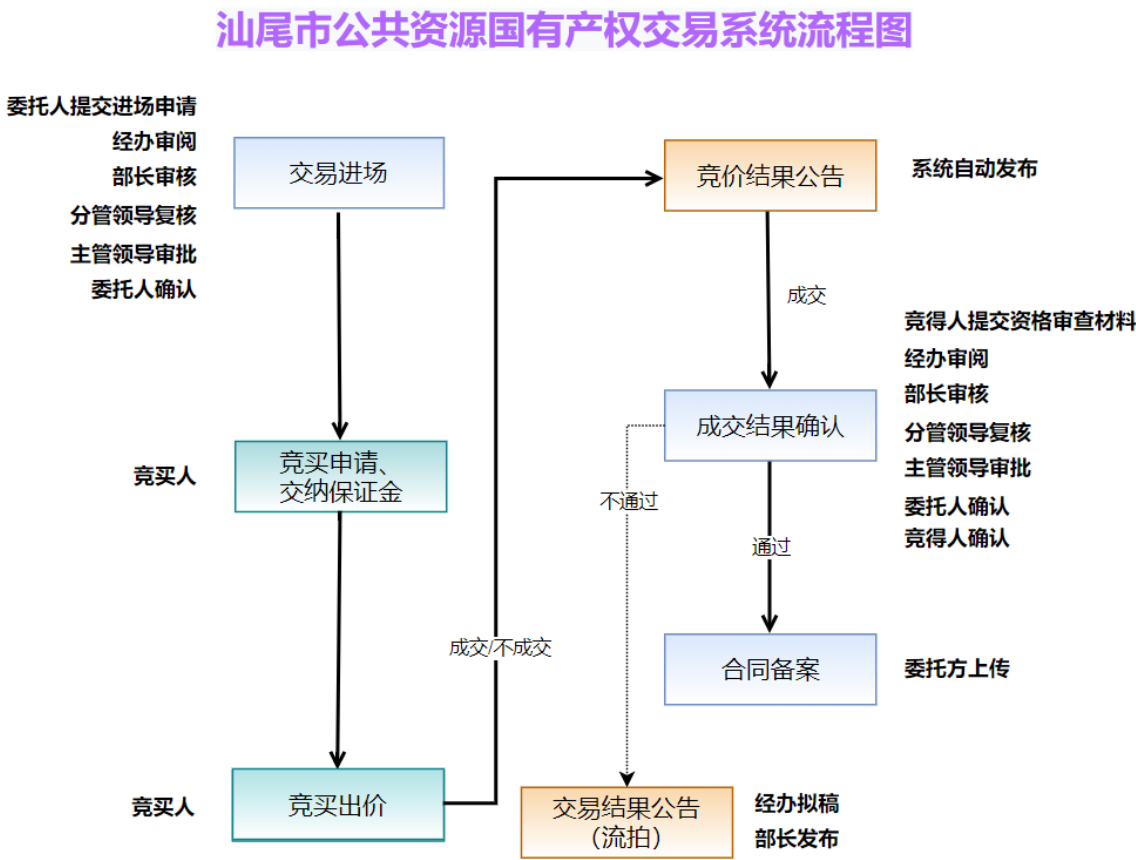 汕尾市公共资源国有产权交易系统流程图
委托人提交进场申请
经办审阅
部长审核
分管领导复核
主管领导审批
委托人确认
交易进场
竞买人
竞买申请、
交纳保证金
竞买人
竞买出价
成交/不成交
竞价结果公告
系统自动发布
成交
竞得人提交资格审查材料
经办审阅
部长审核
分管领导复核
主管领导审批
委托人确认
竞得人确认
成交结果确认
不通过
通过
合同备案
委托方上传
交易结果公告
（流拍）
经办拟稿
部长发布